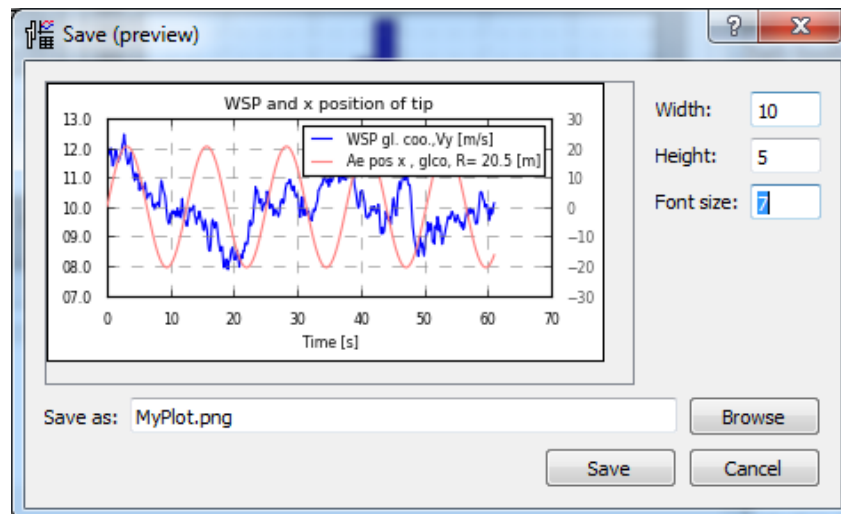 Save (preview)
WSP and x position of tip
WSP gl. coo.,Vy [m/s]
Ae pos x , glco, R= 20.5 [m]
13.0
12.0
11.0
10.0
09.0
08.0
07.0
30
20
10
0
−10
−20
−30
0 10 20 30 40 50 60 70
Time [s]
Width: 10
Height: 5
Font size: 7
Save as: MyPlot.png Browse
Save Cancel